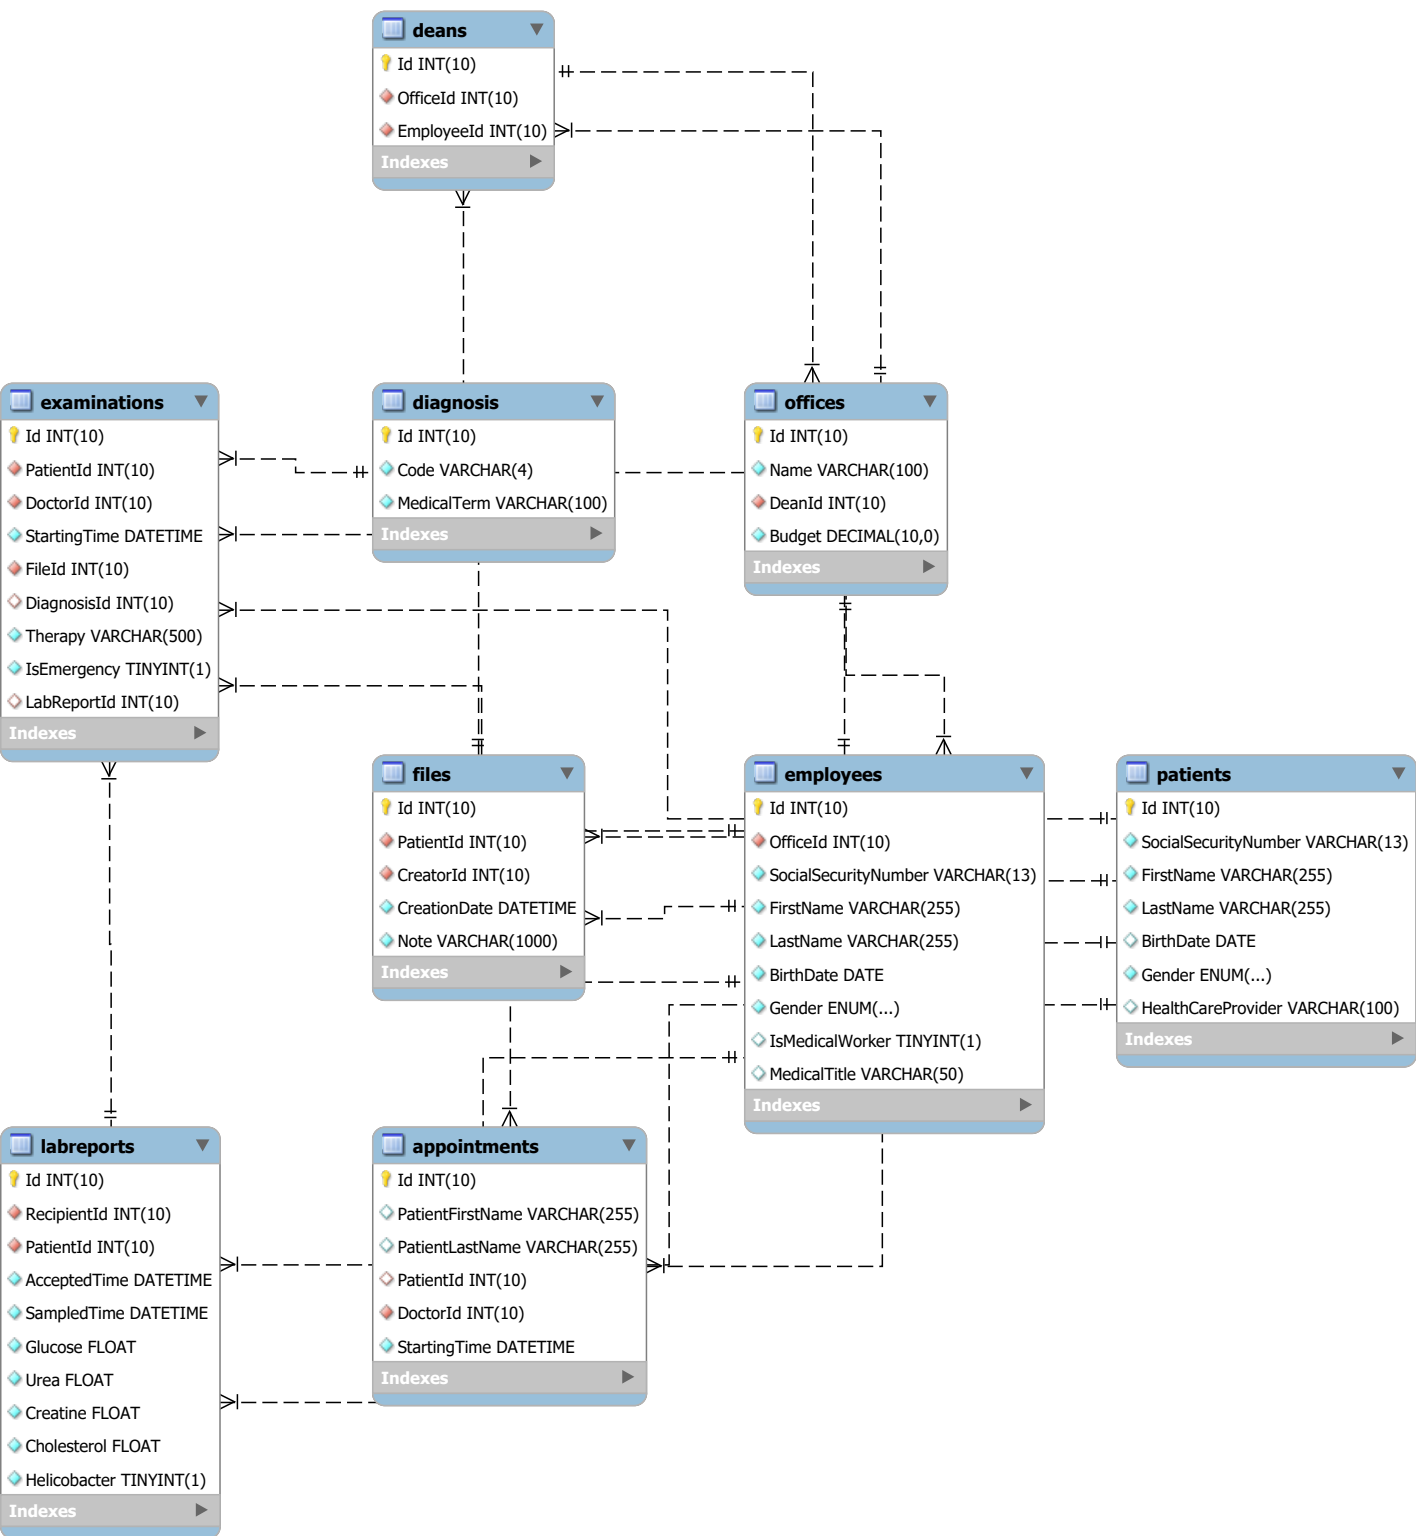 deans
Id INT(10)
OfficeId INT(10)
EmployeeId INT(10)
Indexes
examinations
Id INT(10)
PatientId INT(10)
DoctorId INT(10)
StartingTime DATETIME
FileId INT(10)
DiagnosisId INT(10)
Therapy VARCHAR(500)
IsEmergency TINYINT(1)
LabReportId INT(10)
Indexes
diagnosis
Id INT(10)
Code VARCHAR(4)
MedicalTerm VARCHAR(100)
Indexes
offices
Id INT(10)
Name VARCHAR(100)
DeanId INT(10)
Budget DECIMAL(10,0)
Indexes
files
Id INT(10)
PatientId INT(10)
CreatorId INT(10)
CreationDate DATETIME
Note VARCHAR(1000)
Indexes
employees
Id INT(10)
OfficeId INT(10)
SocialSecurityNumber VARCHAR(13)
FirstName VARCHAR(255)
LastName VARCHAR(255)
BirthDate DATE
Gender ENUM(...)
IsMedicalWorker TINYINT(1)
MedicalTitle VARCHAR(50)
Indexes
patients
Id INT(10)
SocialSecurityNumber VARCHAR(13)
FirstName VARCHAR(255)
LastName VARCHAR(255)
BirthDate DATE
Gender ENUM(...)
HealthCareProvider VARCHAR(100)
Indexes
labreports
Id INT(10)
RecipientId INT(10)
PatientId INT(10)
AcceptedTime DATETIME
SampledTime DATETIME
Glucose FLOAT
Urea FLOAT
Creatine FLOAT
Cholesterol FLOAT
Helicobacter TINYINT(1)
Indexes
appointments
Id INT(10)
PatientFirstName VARCHAR(255)
PatientLastName VARCHAR(255)
PatientId INT(10)
DoctorId INT(10)
StartingTime DATETIME
Indexes